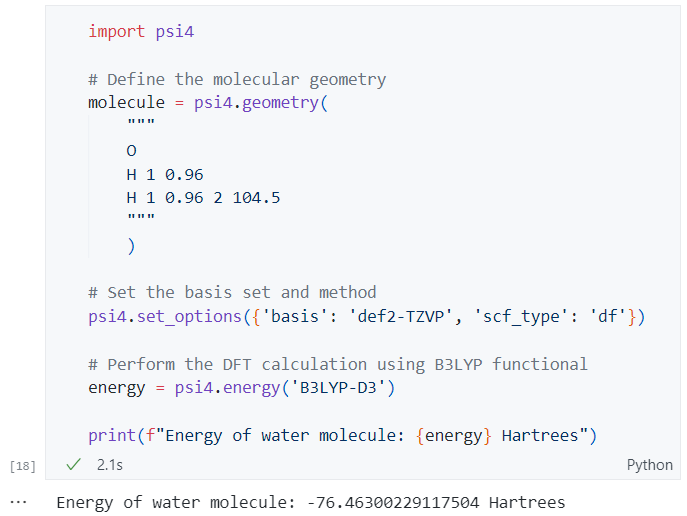 import psi4
# Define the molecular geometry
molecule = psi4.geometry(
"""
O
H 1 0.96
H 1 0.96 2 104.5
"""
)
# Set the basis set and method
psi4.set_options({'basis': 'def2-TZVP', 'scf_type': 'df'})
# Perform the DFT calculation using B3LYP functional
energy = psi4.energy('B3LYP-D3')
print(f"Energy of water molecule: {energy} Hartrees")
[18] ✓ 2.1s Python
... Energy of water molecule: -76.46300229117504 Hartrees